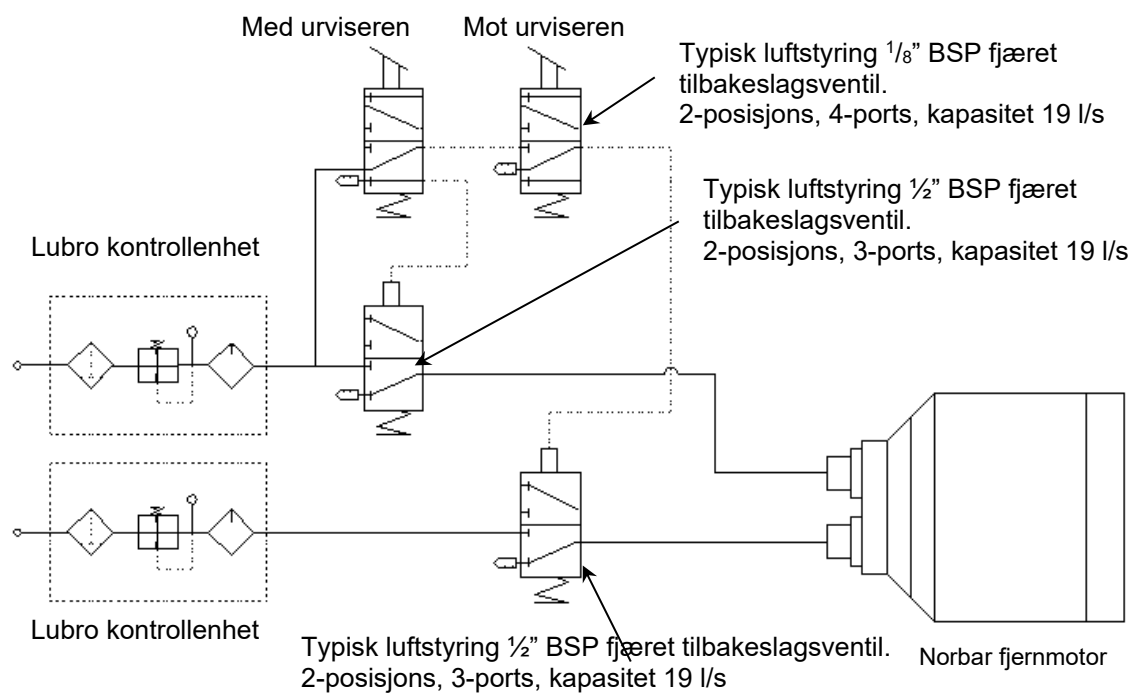 Med urviseren
Mot urviseren
Typisk luftstyring 1/8” BSP fjæret
tilbakeslagsventil.
2-posisjons, 4-ports, kapasitet 19 l/s
Typisk luftstyring ½” BSP fjæret
tilbakeslagsventil.
2-posisjons, 3-ports, kapasitet 19 l/s
Lubro kontrollenhet
Lubro kontrollenhet
Typisk luftstyring ½” BSP fjæret tilbakeslagsventil.
2-posisjons, 3-ports, kapasitet 19 l/s
Norbar fjernmotor